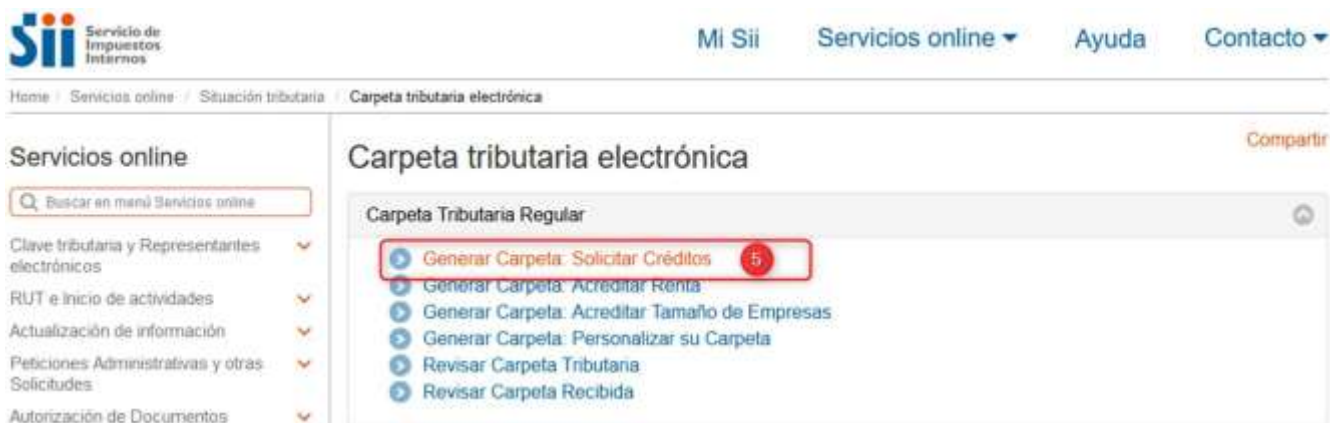 Sii Servicio de
Impuestos
Internos
Mi Sii Servicios online Ayuda Contacto
Home / Servicios online / Situación tributaria / Carpeta tributaria electrónica
Compartir
Servicios online
Buscar en menú Servicios online
Clave tributaria y Representantes
electrónicos
RUT e Inicio de actividades
Actualización de información
Peticiones Administrativas y otras
Solicitudes
Autorización de Documentos
Carpeta tributaria electrónica
Carpeta Tributaria Regular
Generar Carpeta: Solicitar Créditos 5
Generar Carpeta: Acreditar Renta
Generar Carpeta: Acreditar Tamaño de Empresas
Generar Carpeta: Personalizar su Carpeta
Revisar Carpeta Tributaria
Revisar Carpeta Recibida